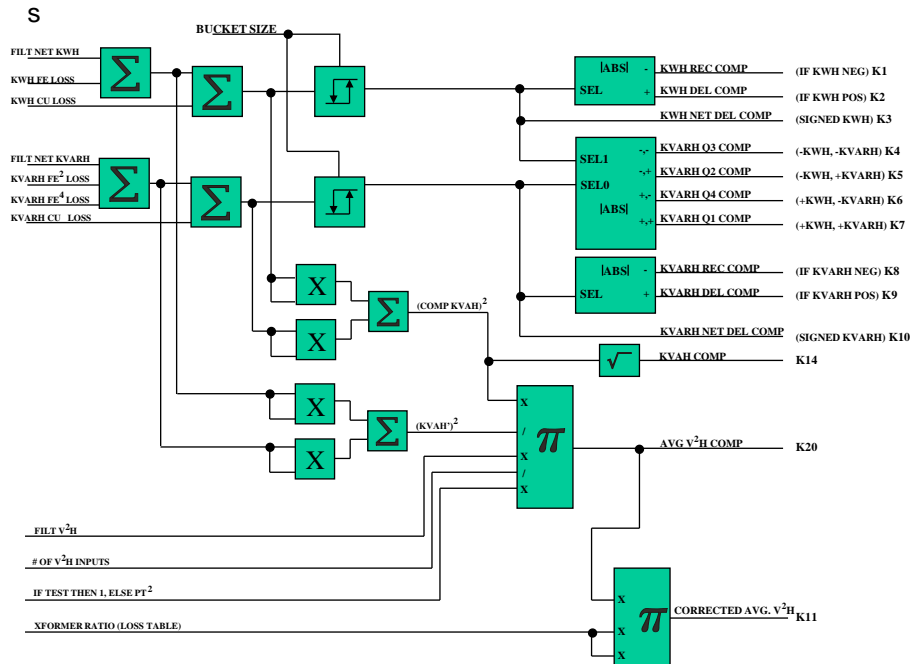 S
BUCKET SIZE
FILT NET KWH
KWH FE LOSS
KWH CU LOSS
Σ
Σ
|ABS| -
SEL +
KWH REC COMP (IF KWH NEG) K1
KWH DEL COMP (IF KWH POS) K2
KWH NET DEL COMP (SIGNED KWH) K3
FILT NET KVARH
KVARH FE² LOSS
KVARH FE⁴ LOSS
KVARH CU LOSS
Σ
Σ
SEL1 -,-
SEL0 -,+
|ABS| +,-
+,+
KVARH Q3 COMP (-KWH, -KVARH) K4
KVARH Q2 COMP (-KWH, +KVARH) K5
KVARH Q4 COMP (+KWH, -KVARH) K6
KVARH Q1 COMP (+KWH, +KVARH) K7
|ABS| -
SEL +
KVARH REC COMP (IF KVARH NEG) K8
KVARH DEL COMP (IF KVARH POS) K9
KVARH NET DEL COMP (SIGNED KVARH) K10
X
X
Σ
(COMP KVAH)²
√
KVAH COMP K14
X
X
Σ
(KVAH')²
X
/
X
/
X
π
AVG V²H COMP K20
FILT V²H
# OF V²H INPUTS
IF TEST THEN 1, ELSE PT²
XFORMER RATIO (LOSS TABLE)
X
X
X
π
CORRECTED AVG. V²H K11